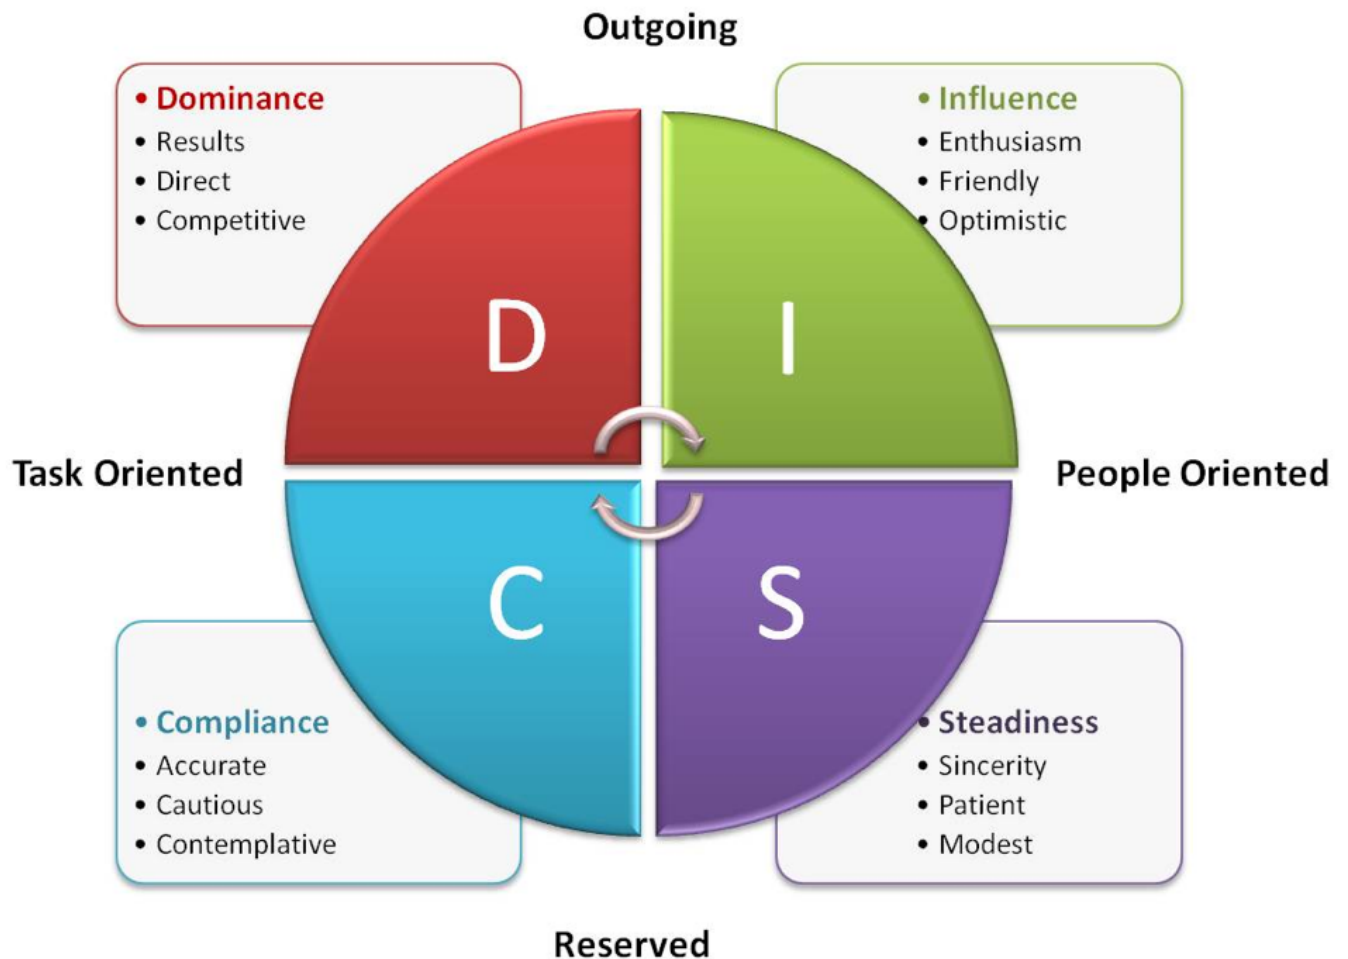 Outgoing
• Dominance
• Results
• Direct
• Competitive
• Influence
• Enthusiasm
• Friendly
• Optimistic
D
I
Task Oriented
People Oriented
C
S
• Compliance
• Accurate
• Cautious
• Contemplative
• Steadiness
• Sincerity
• Patient
• Modest
Reserved